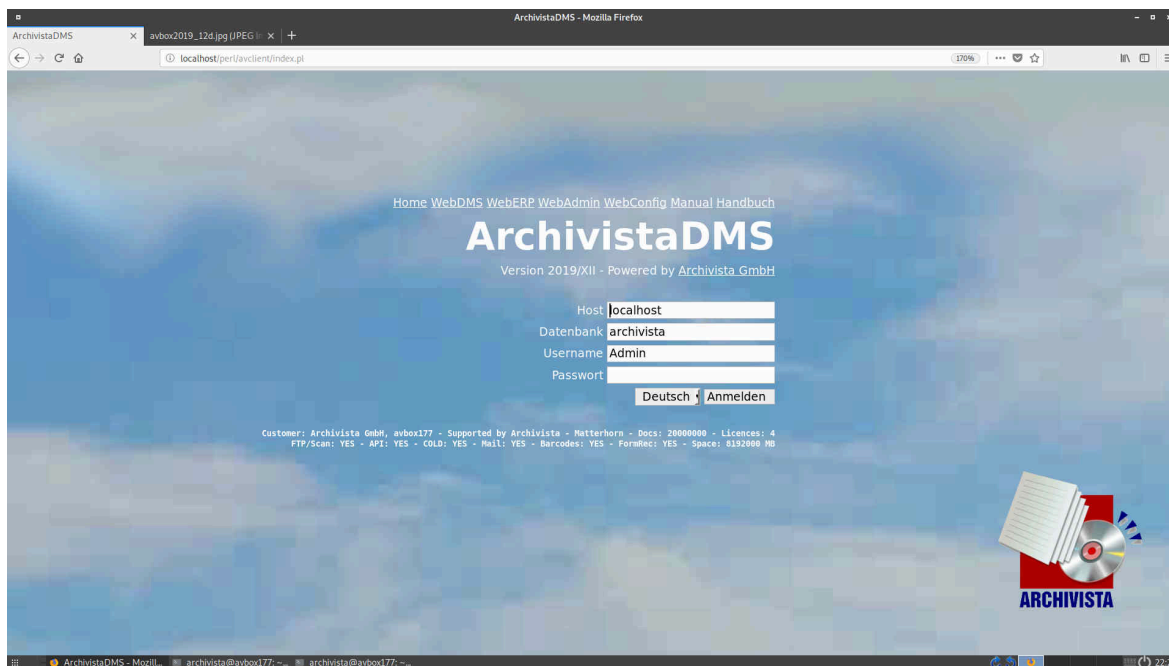 ArchivistaDMS - Mozilla Firefox
ArchivistaDMS
avbox2019_12d.jpg (JPEG
localhost/perl/avclient/index.pl
170%
Home WebDMS WebERP WebAdmin WebConfig Manual Handbuch
ArchivistaDMS
Version 2019/XII - Powered by Archivista GmbH
Host localhost
Datenbank archivista
Username Admin
Passwort
Deutsch Anmelden
Customer: Archivista GmbH, avbox177 - Supported by Archivista - Matterhorn - Docs: 20000000 - Licences: 4
FTP/Scan: YES - API: YES - COLD: YES - Mail: YES - Barcodes: YES - FormRec: YES - Space: 8192000 MB
ARCHIVISTA
ArchivistaDMS - Mozill... archivista@avbox177: ~... archivista@avbox177: ~...